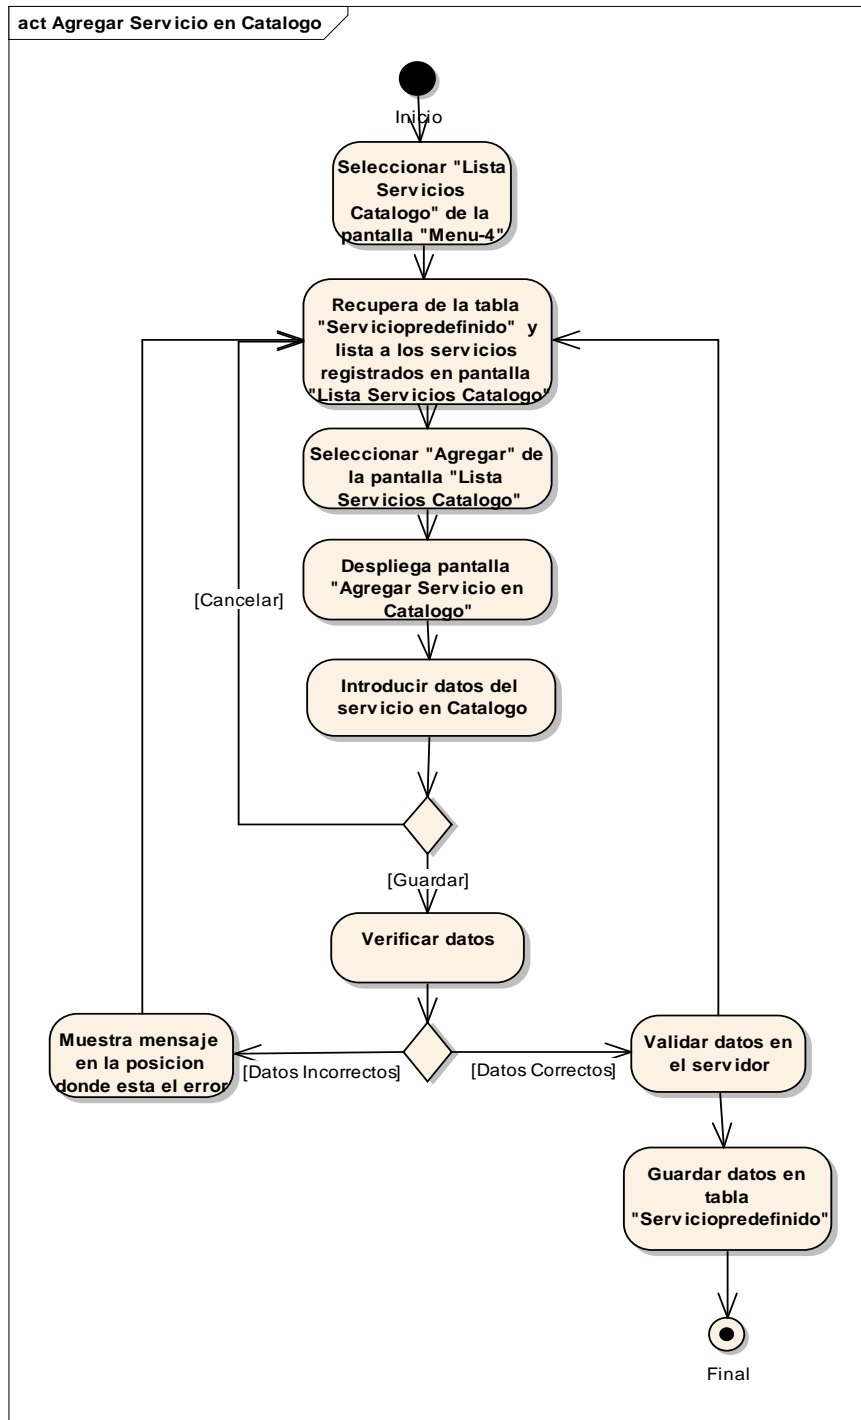 act Agregar Servicio en Catalogo
Inicio
Seleccionar "Lista
Servicios
Catalogo" de la
pantalla "Menu-4"
Recupera de la tabla
"Serviciopredefinido" y
lista a los servicios
registrados en pantalla
"Lista Servicios Catalogo"
Seleccionar "Agregar" de
la pantalla "Lista
Servicios Catalogo"
Despliega pantalla
"Agregar Servicio en
Catalogo"
[Cancelar]
Introducir datos del
servicio en Catalogo
[Guardar]
Verificar datos
Muestra mensaje
en la posicion
donde esta el error
[Datos Incorrectos]
[Datos Correctos]
Validar datos en
el servidor
Guardar datos en
tabla
"Serviciopredefinido"
Final